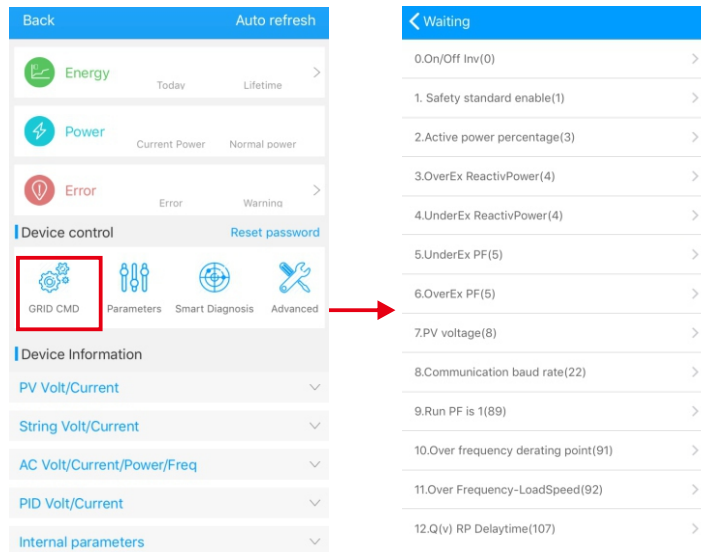 Back Auto refresh
Energy
Today Lifetime
Power
Current Power Normal power
Error
Error Warning
Device control Reset password
GRID CMD Parameters Smart Diagnosis Advanced
Device Information
PV Volt/Current
String Volt/Current
AC Volt/Current/Power/Freq
PID Volt/Current
Internal parameters
Waiting
0.On/Off Inv(0)
1. Safety standard enable(1)
2.Active power percentage(3)
3.OverEx ReactivPower(4)
4.UnderEx ReactivPower(4)
5.UnderEx PF(5)
6.OverEx PF(5)
7.PV voltage(8)
8.Communication baud rate(22)
9.Run PF is 1(89)
10.Over frequency derating point(91)
11.Over Frequency-LoadSpeed(92)
12.Q(v) RP Delaytime(107)